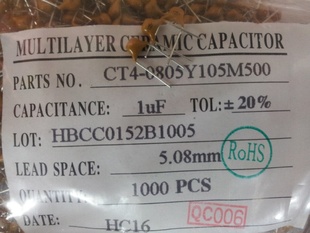 MULTILAYER CERAMIC CAPACITOR
PARTS NO. CT4-0805Y105M500
CAPACITANCE: 1uF TOL:±20%
LOT: HBCC0152B1005
LEAD SPACE: 5.08mm RoHS
QUANTITY: 1000 PCS
DATE: HC16 QC006